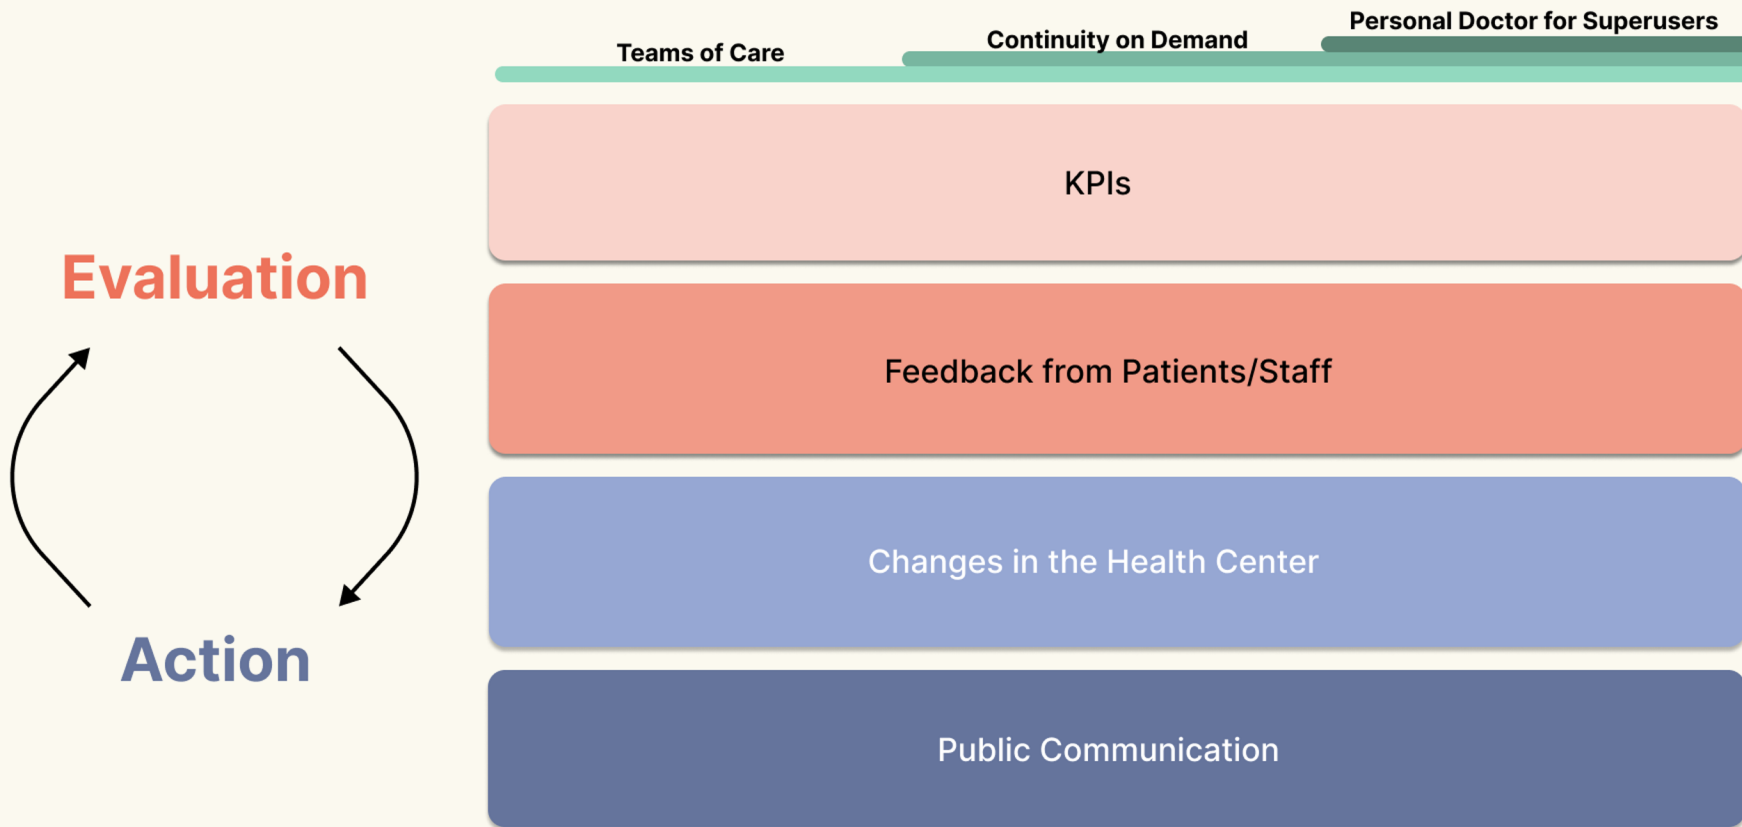 Personal Doctor for Superusers
Continuity on Demand
Teams of Care
KPIs
Evaluation
Feedback from Patients/Staff
Changes in the Health Center
Action
Public Communication